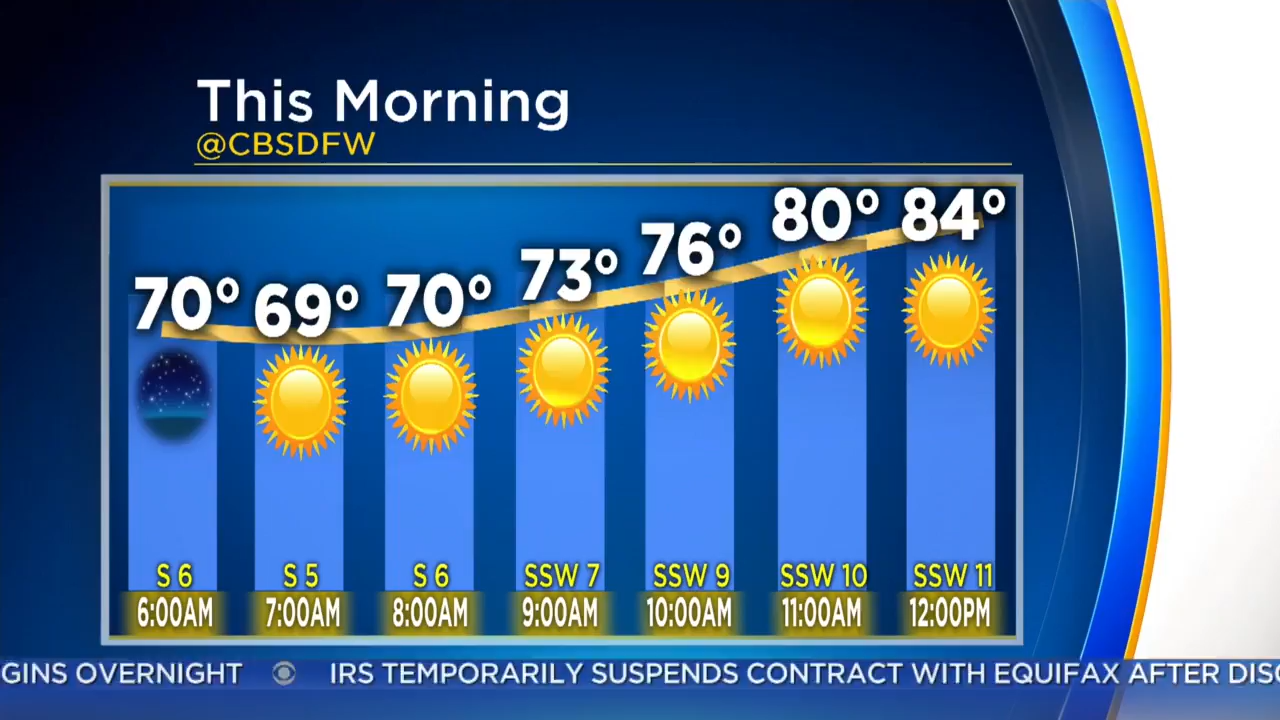 This Morning
@CBSDFW
70° 69° 70° 73° 76° 80° 84°
S 6 S 5 S 6 SSW 7 SSW 9 SSW 10 SSW 11
6:00AM 7:00AM 8:00AM 9:00AM 10:00AM 11:00AM 12:00PM
GINS OVERNIGHT IRS TEMPORARILY SUSPENDS CONTRACT WITH EQUIFAX AFTER DISC